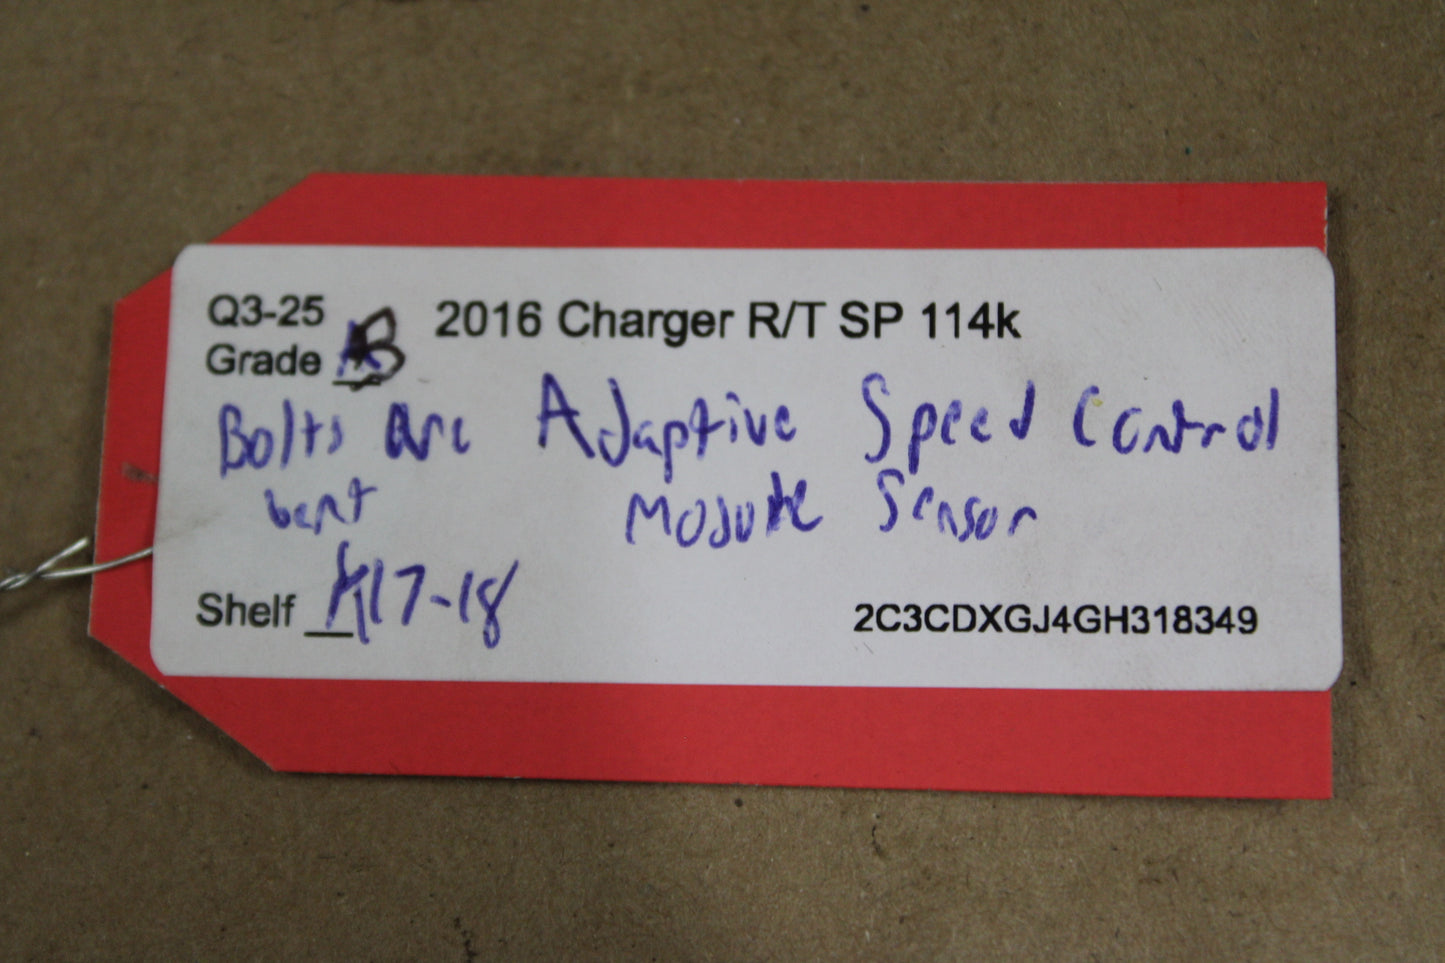 Q3-25 2016 Charger R/T SP 114k
Grade B
Bolts are Adaptive Speed Control
bent Module Sensor
Shelf K17-18 2C3CDXGJ4GH318349